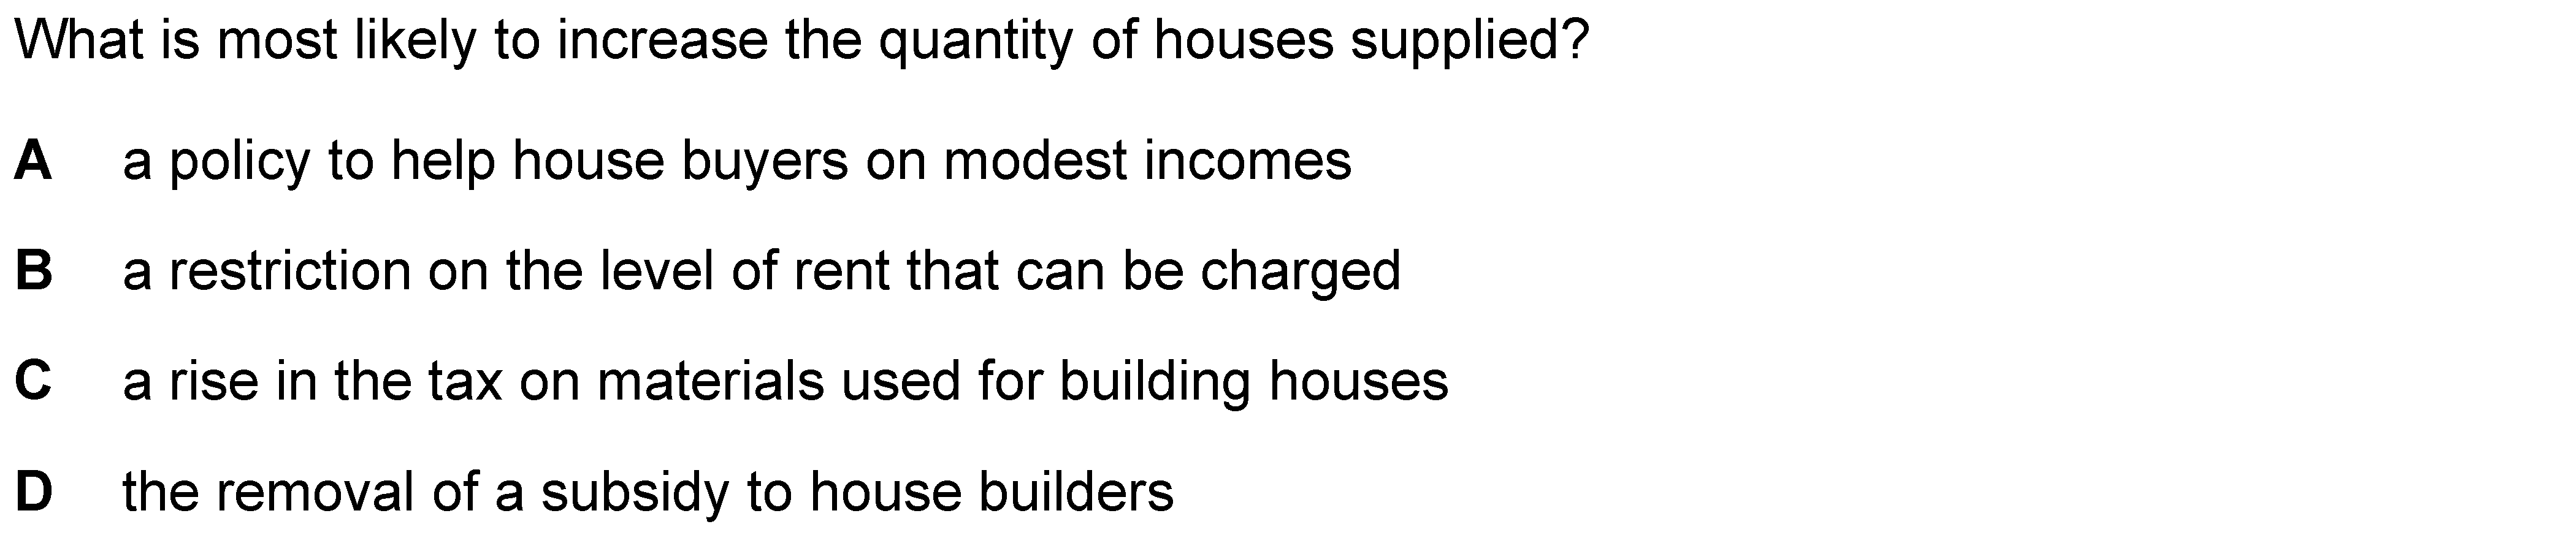 What is most likely to increase the quantity of houses supplied?
A a policy to help house buyers on modest incomes
B a restriction on the level of rent that can be charged
C a rise in the tax on materials used for building houses
D the removal of a subsidy to house builders